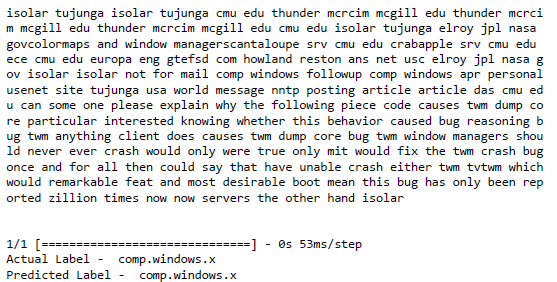 isolar tujunga isolar tujunga cmu edu thunder mcrcim mcgill edu thunder mcrci
m mcgill edu thunder mcrcim mcgill edu cmu edu isolar tujunga elroy jpl nasa
govcolormaps and window managerscantaloupe srv cmu edu crabapple srv cmu edu
ece cmu edu europa eng gtefsd com howland reston ans net usc elroy jpl nasa g
ov isolar isolar not for mail comp windows followup comp windows apr personal
usenet site tujunga usa world message nntp posting article article das cmu ed
u can some one please explain why the following piece code causes twm dump co
re particular interested knowing whether this behavior caused bug reasoning b
ug twm anything client does causes twm dump core bug twm window managers shou
ld never ever crash would only were true only mit would fix the twm crash bug
once and for all then could say that have unable crash either twm tvtwm which
would remarkable feat and most desirable boot mean this bug has only been rep
orted zillion times now now servers the other hand isolar
1/1 [==============================] - 0s 53ms/step
Actual Label -  comp.windows.x
Predicted Label -  comp.windows.x